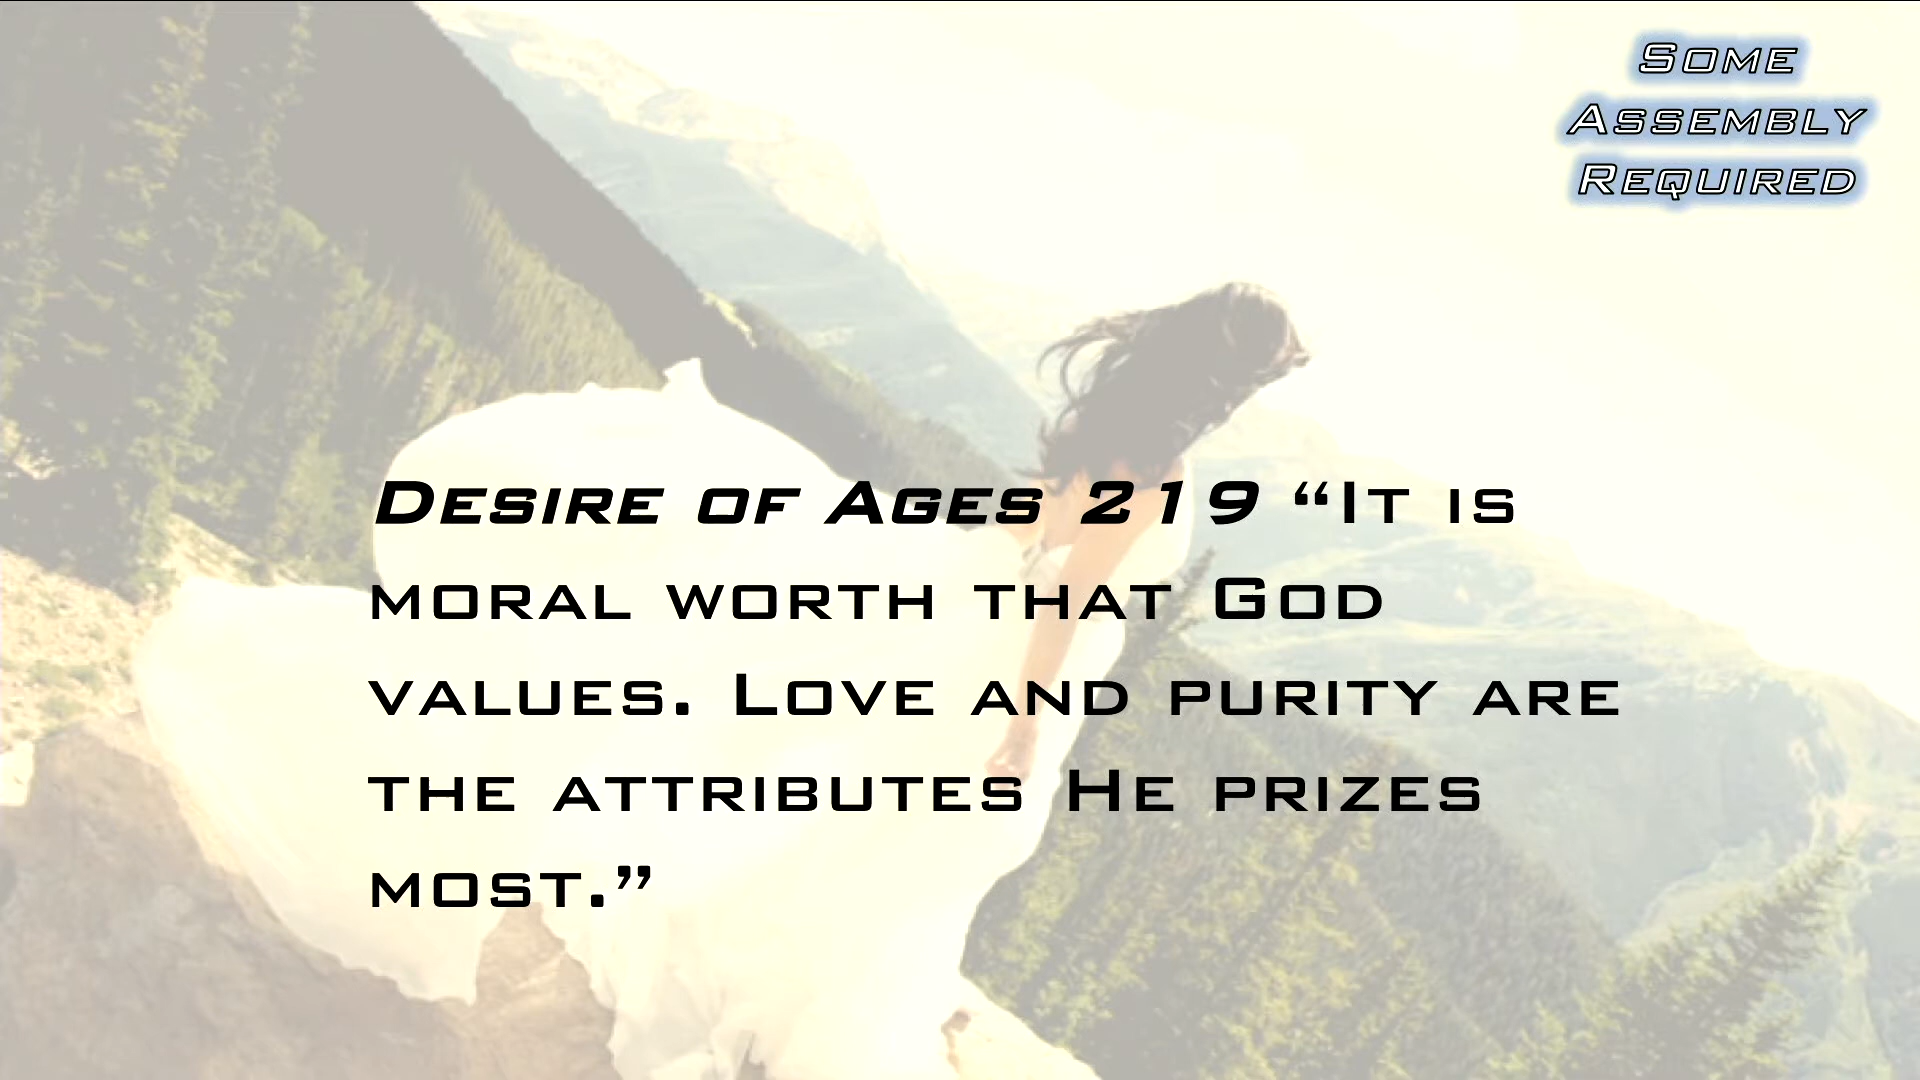 Some
Assembly
Required
Desire of Ages 219 “It is
moral worth that God
values. Love and purity are
the attributes He prizes
most.”